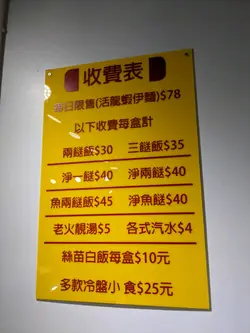 收費表
每日限售(活龍蝦伊麵)$78
以下收費每盒計
兩餸飯$30 三餸飯$35
淨一餸$40 淨兩餸$40
魚兩餸飯$45 淨魚餸$40
老火靚湯$5 各式汽水$4
絲苗白飯每盒$10元
多款冷盤小食$25元